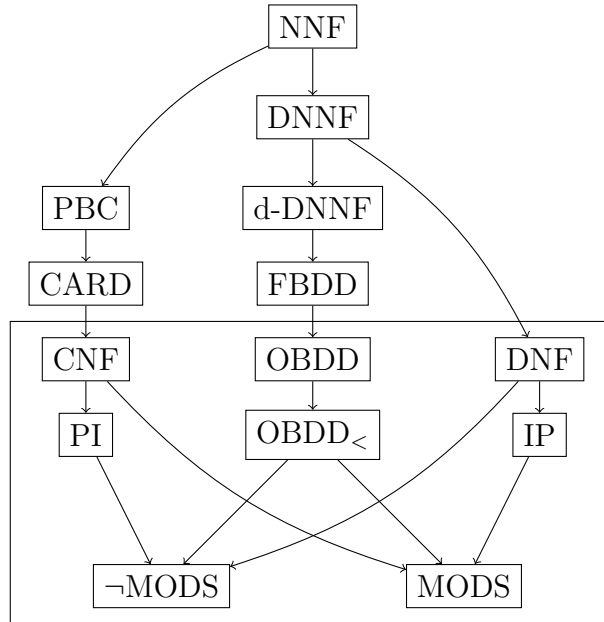 NNF
DNNF
PBC d-DNNF
CARD FBDD
CNF OBDD DNF
PI OBDD< IP
¬MODS MODS